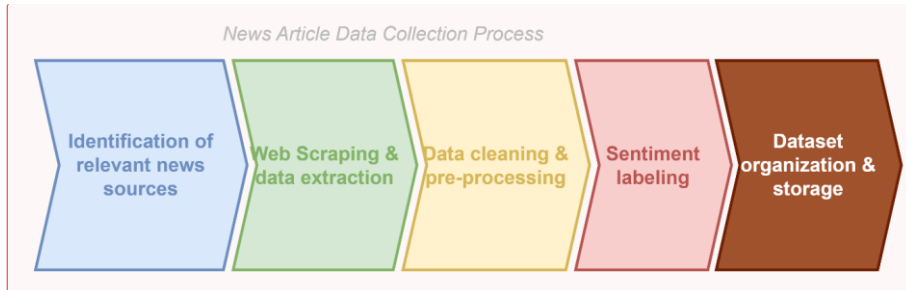 News Article Data Collection Process
Identification of
relevant news
sources
Web Scraping &
data extraction
Data cleaning &
pre-processing
Sentiment
labeling
Dataset
organization &
storage